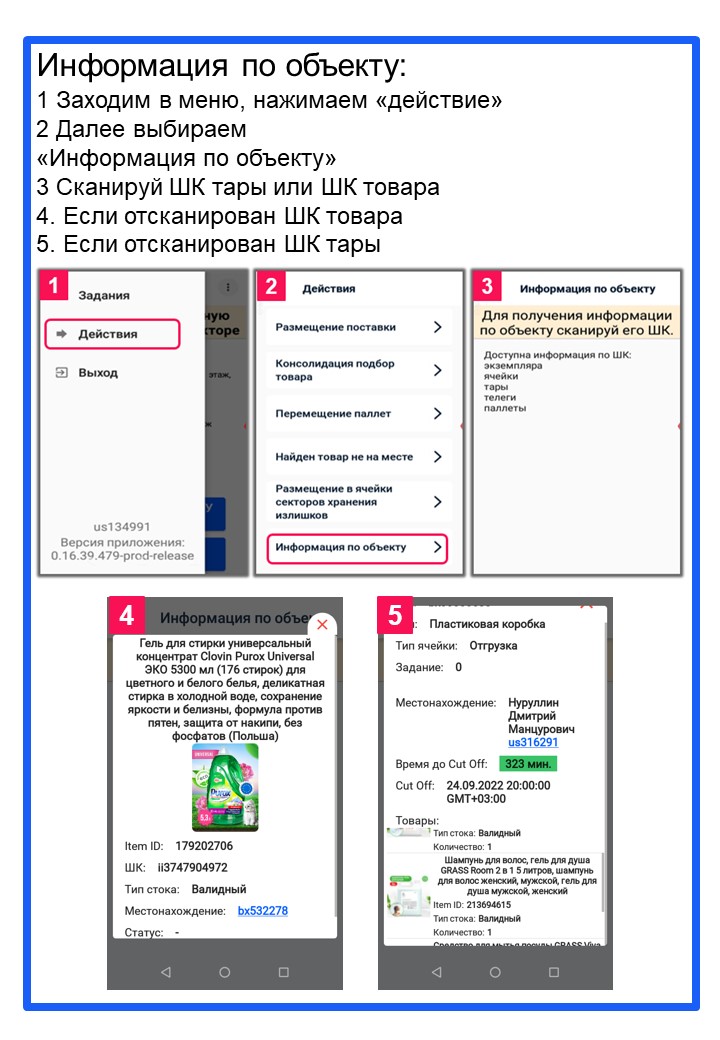 Информация по объекту:
1 Заходим в меню, нажимаем «действие»
2 Далее выбираем
«Информация по объекту»
3 Сканируй ШК тары или ШК товара
4. Если отсканирован ШК товара
5. Если отсканирован ШК тары
1
Задания
Действия
Выход
ную
торе
этаж,
us134991
Версия приложения:
0.16.39.479-prod-release
2
Действия
Размещение поставки
Консолидация подбор
товара
Перемещение паллет
Найден товар не на месте
Размещение в ячейки
секторов хранения
излишков
Информация по объекту
3
Информация по объекту
Для получения информации
по объекту сканируй его ШК.
Доступна информация по ШК:
экземпляра
ячейки
тары
телеги
паллеты
4
Информация по объе
Гель для стирки универсальный
концентрат Clovin Purox Universal
ЭКО 5300 мл (176 стирок) для
цветного и белого белья, деликатная
стирка в холодной воде, сохранение
яркости и белизны, формула против
пятен, защита от накипи, без
фосфатов (Польша)
UNIVERSAL
eco
Purox
5,3
Item ID: 179202706
ШК: ii3747904972
Тип стока: Валидный
Местонахождение: bx532278
Статус: -
5
Пластиковая коробка
Тип ячейки: Отгрузка
Задание: 0
Местонахождение: Нуруллин
Дмитрий
Манцурович
us316291
Время до Cut Off: 323 мин.
Cut Off: 24.09.2022 20:00:00
GMT+03:00
Товары:
Тип стока: Валидный
Количество: 1
Шампунь для волос, гель для душа
GRASS Room 2 в 1 5 литров, шампунь
для волос женский, мужской, гель для
душа мужской, женский
Item ID: 213694615
Тип стока: Валидный
Количество: 1
Средство для мытья посуды GRASS Viva